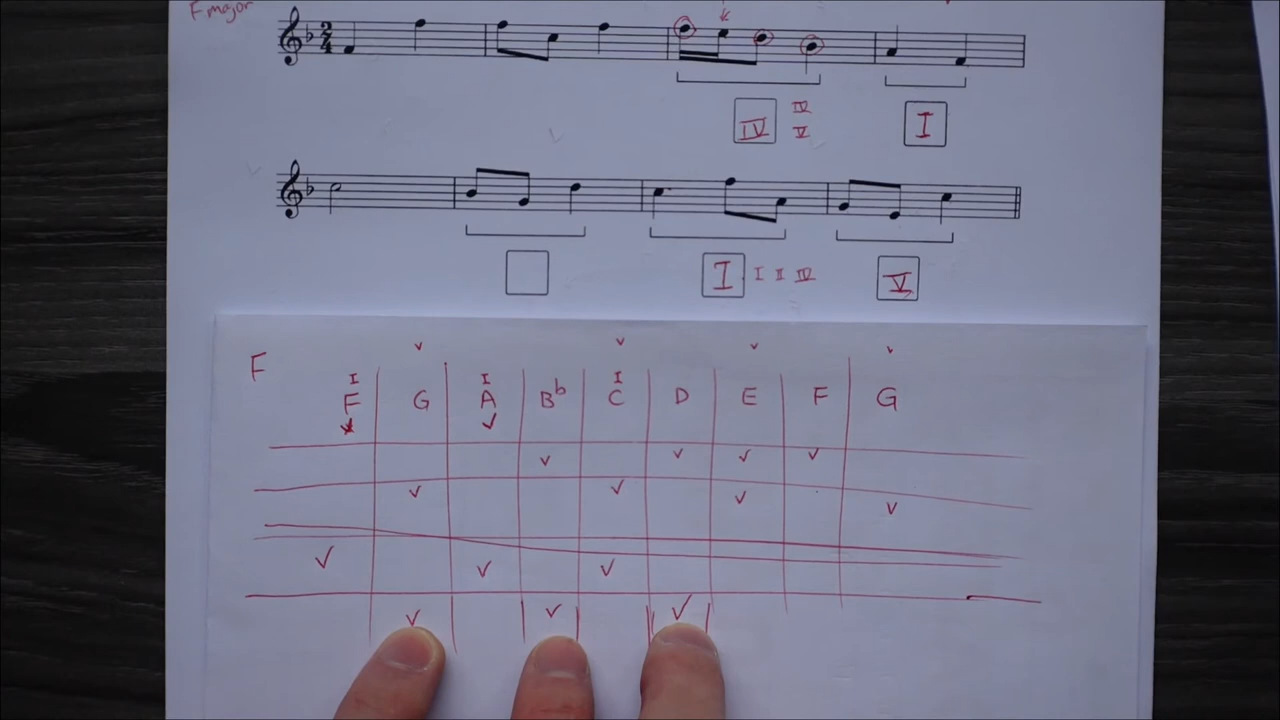 F major
2
4
IV
IV I
V
I I II IV V
F
I I I
F G A B♭ C D E F G